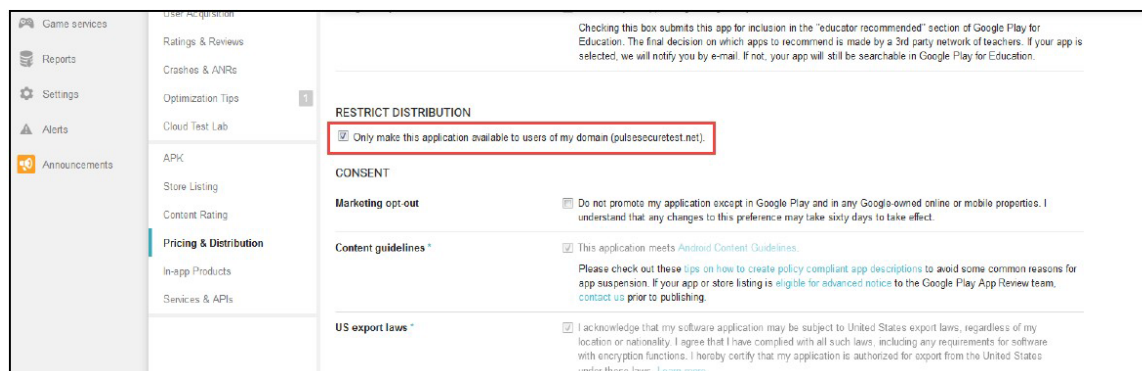 Game services
Reports
Settings
Alerts
Announcements
User Acquisition
Ratings & Reviews
Crashes & ANRs
Optimization Tips 1
Cloud Test Lab
APK
Store Listing
Content Rating
Pricing & Distribution
In-app Products
Services & APIs
Checking this box submits this app for inclusion in the "educator recommended" section of Google Play for
Education. The final decision on which apps to recommend is made by a 3rd party network of teachers. If your app is
selected, we will notify you by e-mail. If not, your app will still be searchable in Google Play for Education.
RESTRICT DISTRIBUTION
Only make this application available to users of my domain (pulsesecuretest.net).
CONSENT
Marketing opt-out
Do not promote my application except in Google Play and in any Google-owned online or mobile properties. I
understand that any changes to this preference may take sixty days to take effect.
Content guidelines *
This application meets Android Content Guidelines.
Please check out these tips on how to create policy compliant app descriptions to avoid some common reasons for
app suspension. If your app or store listing is eligible for advanced notice to the Google Play App Review team,
contact us prior to publishing.
US export laws *
I acknowledge that my software application may be subject to United States export laws, regardless of my
location or nationality. I agree that I have complied with all such laws, including any requirements for software
with encryption functions. I hereby certify that my application is authorized for export from the United States
under these laws. Learn more